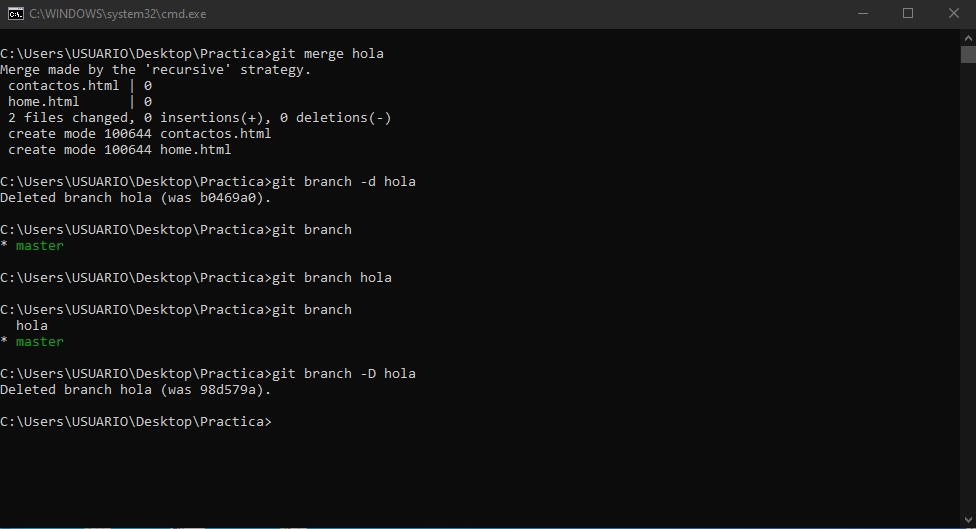 C:\WINDOWS\system32\cmd.exe
C:\Users\USUARIO\Desktop\Practica>git merge hola
Merge made by the 'recursive' strategy.
 contactos.html | 0
 home.html      | 0
 2 files changed, 0 insertions(+), 0 deletions(-)
 create mode 100644 contactos.html
 create mode 100644 home.html
C:\Users\USUARIO\Desktop\Practica>git branch -d hola
Deleted branch hola (was b0469a0).
C:\Users\USUARIO\Desktop\Practica>git branch
* master
C:\Users\USUARIO\Desktop\Practica>git branch hola
C:\Users\USUARIO\Desktop\Practica>git branch
  hola
* master
C:\Users\USUARIO\Desktop\Practica>git branch -D hola
Deleted branch hola (was 98d579a).
C:\Users\USUARIO\Desktop\Practica>